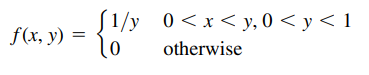 f(x, y) = { 1/y 0 < x < y, 0 < y < 1
0 otherwise